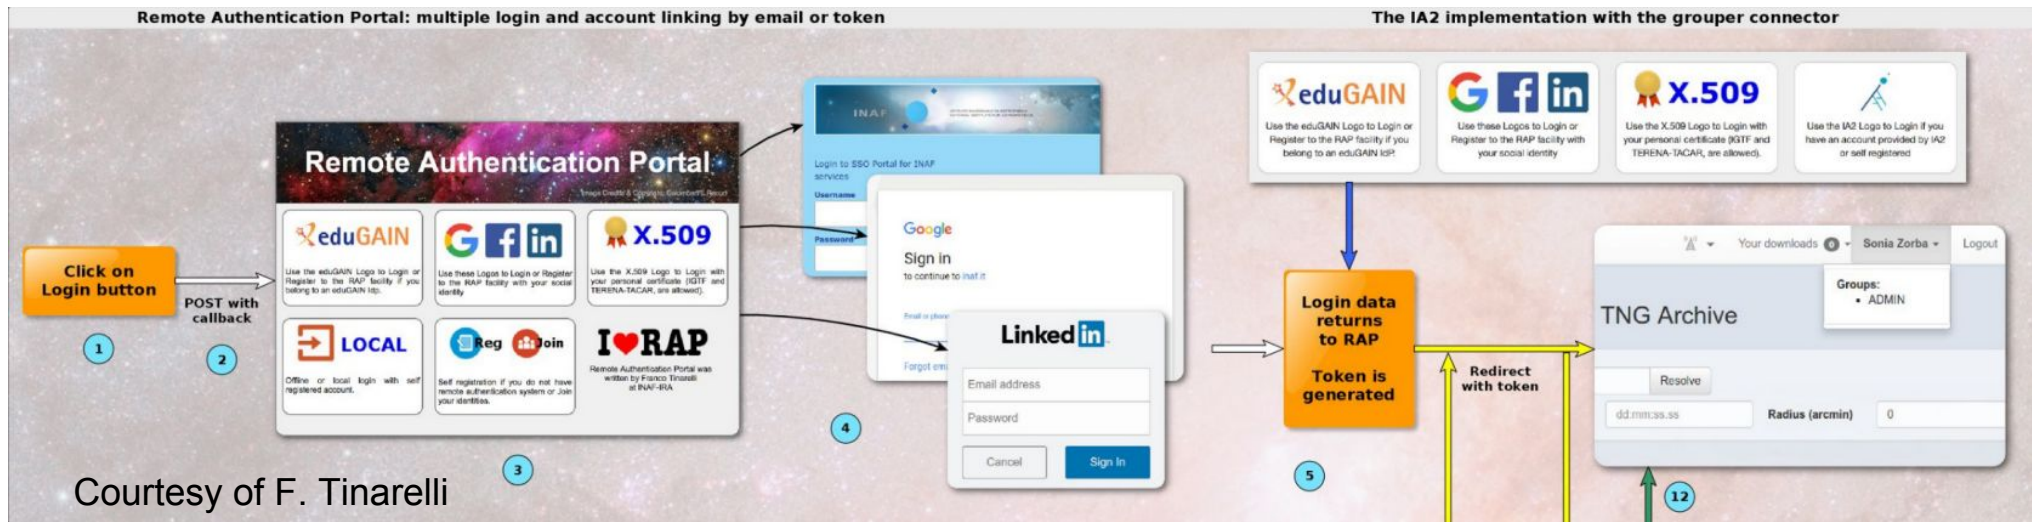 Remote Authentication Portal: multiple login and account linking by email or token
Click on
Login button
POST with
callback
1
2
Remote Authentication Portal
eduGAIN
Use the eduGAIN Logo to Login or
Register to the RAP facility if you
belong to an eduGAIN Idp.
G f in
Use these Logos to Login or Register
to the RAP facility with your social
identity
X.509
Use the X.509 Logo to Login with
your personal certificate (IGTF and
TERENA-TACAR, are allowed).
LOCAL
Offline or local login with self
registered account.
Reg Join
Self registration if you do not have
remote authentication system or Join
your identities.
I RAP
Remote Authentication Portal was
written by Franco Tinarelli
at INAF-IRA
3
INAF
Login to SSO Portal for INAF
services
Username
Password
Google
Sign in
to continue to inaf.it
Email or phone
Forgot em
Linked in
Email address
Password
Cancel
Sign In
4
Courtesy of F. Tinarelli
The IA2 implementation with the grouper connector
eduGAIN
Use the eduGAIN Logo to Login or
Register to the RAP facility if you
belong to an eduGAIN IdP.
G f in
Use these Logos to Login or
Register to the RAP facility with
your social identity
X.509
Use the X.509 Logo to Login with
your personal certificate (IGTF and
TERENA-TACAR, are allowed).
Use the IA2 Logo to Login if you
have an account provided by IA2
or self registered
Login data
returns
to RAP
Token is
generated
5
Redirect
with token
Your downloads 0
Sonia Zorba
Logout
Groups:
• ADMIN
TNG Archive
Resolve
dd:mm:ss.ss
Radius (arcmin)
0
12